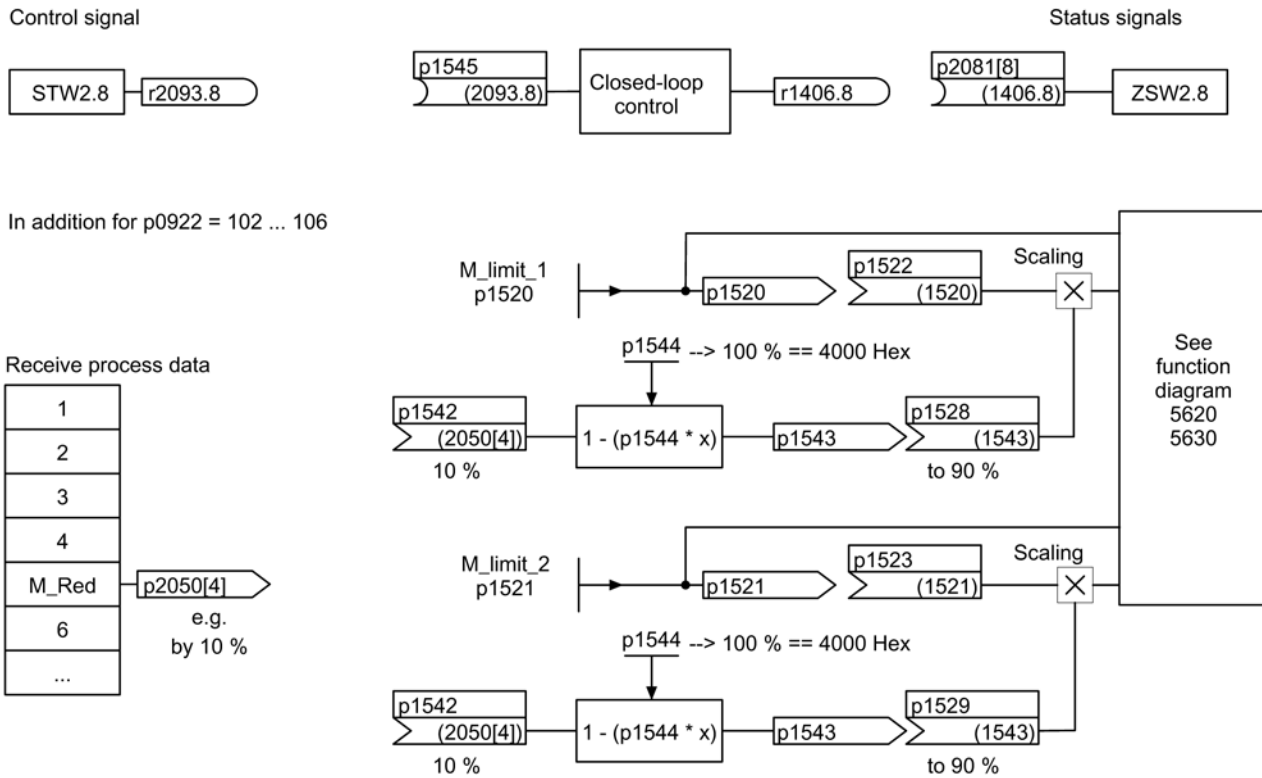 Control signal
Status signals
STW2.8
r2093.8
p1545
(2093.8)
Closed-loop
control
r1406.8
p2081[8]
(1406.8)
ZSW2.8
In addition for p0922 = 102 ... 106
M_limit_1
p1520
p1520
p1522
(1520)
Scaling
p1544 --> 100 % == 4000 Hex
p1542
(2050[4])
10 %
1 - (p1544 * x)
p1543
p1528
(1543)
to 90 %
See
function
diagram
5620
5630
Receive process data
1
2
3
4
M_Red
p2050[4]
e.g.
by 10 %
6
...
M_limit_2
p1521
p1521
p1523
(1521)
Scaling
p1544 --> 100 % == 4000 Hex
p1542
(2050[4])
10 %
1 - (p1544 * x)
p1543
p1529
(1543)
to 90 %